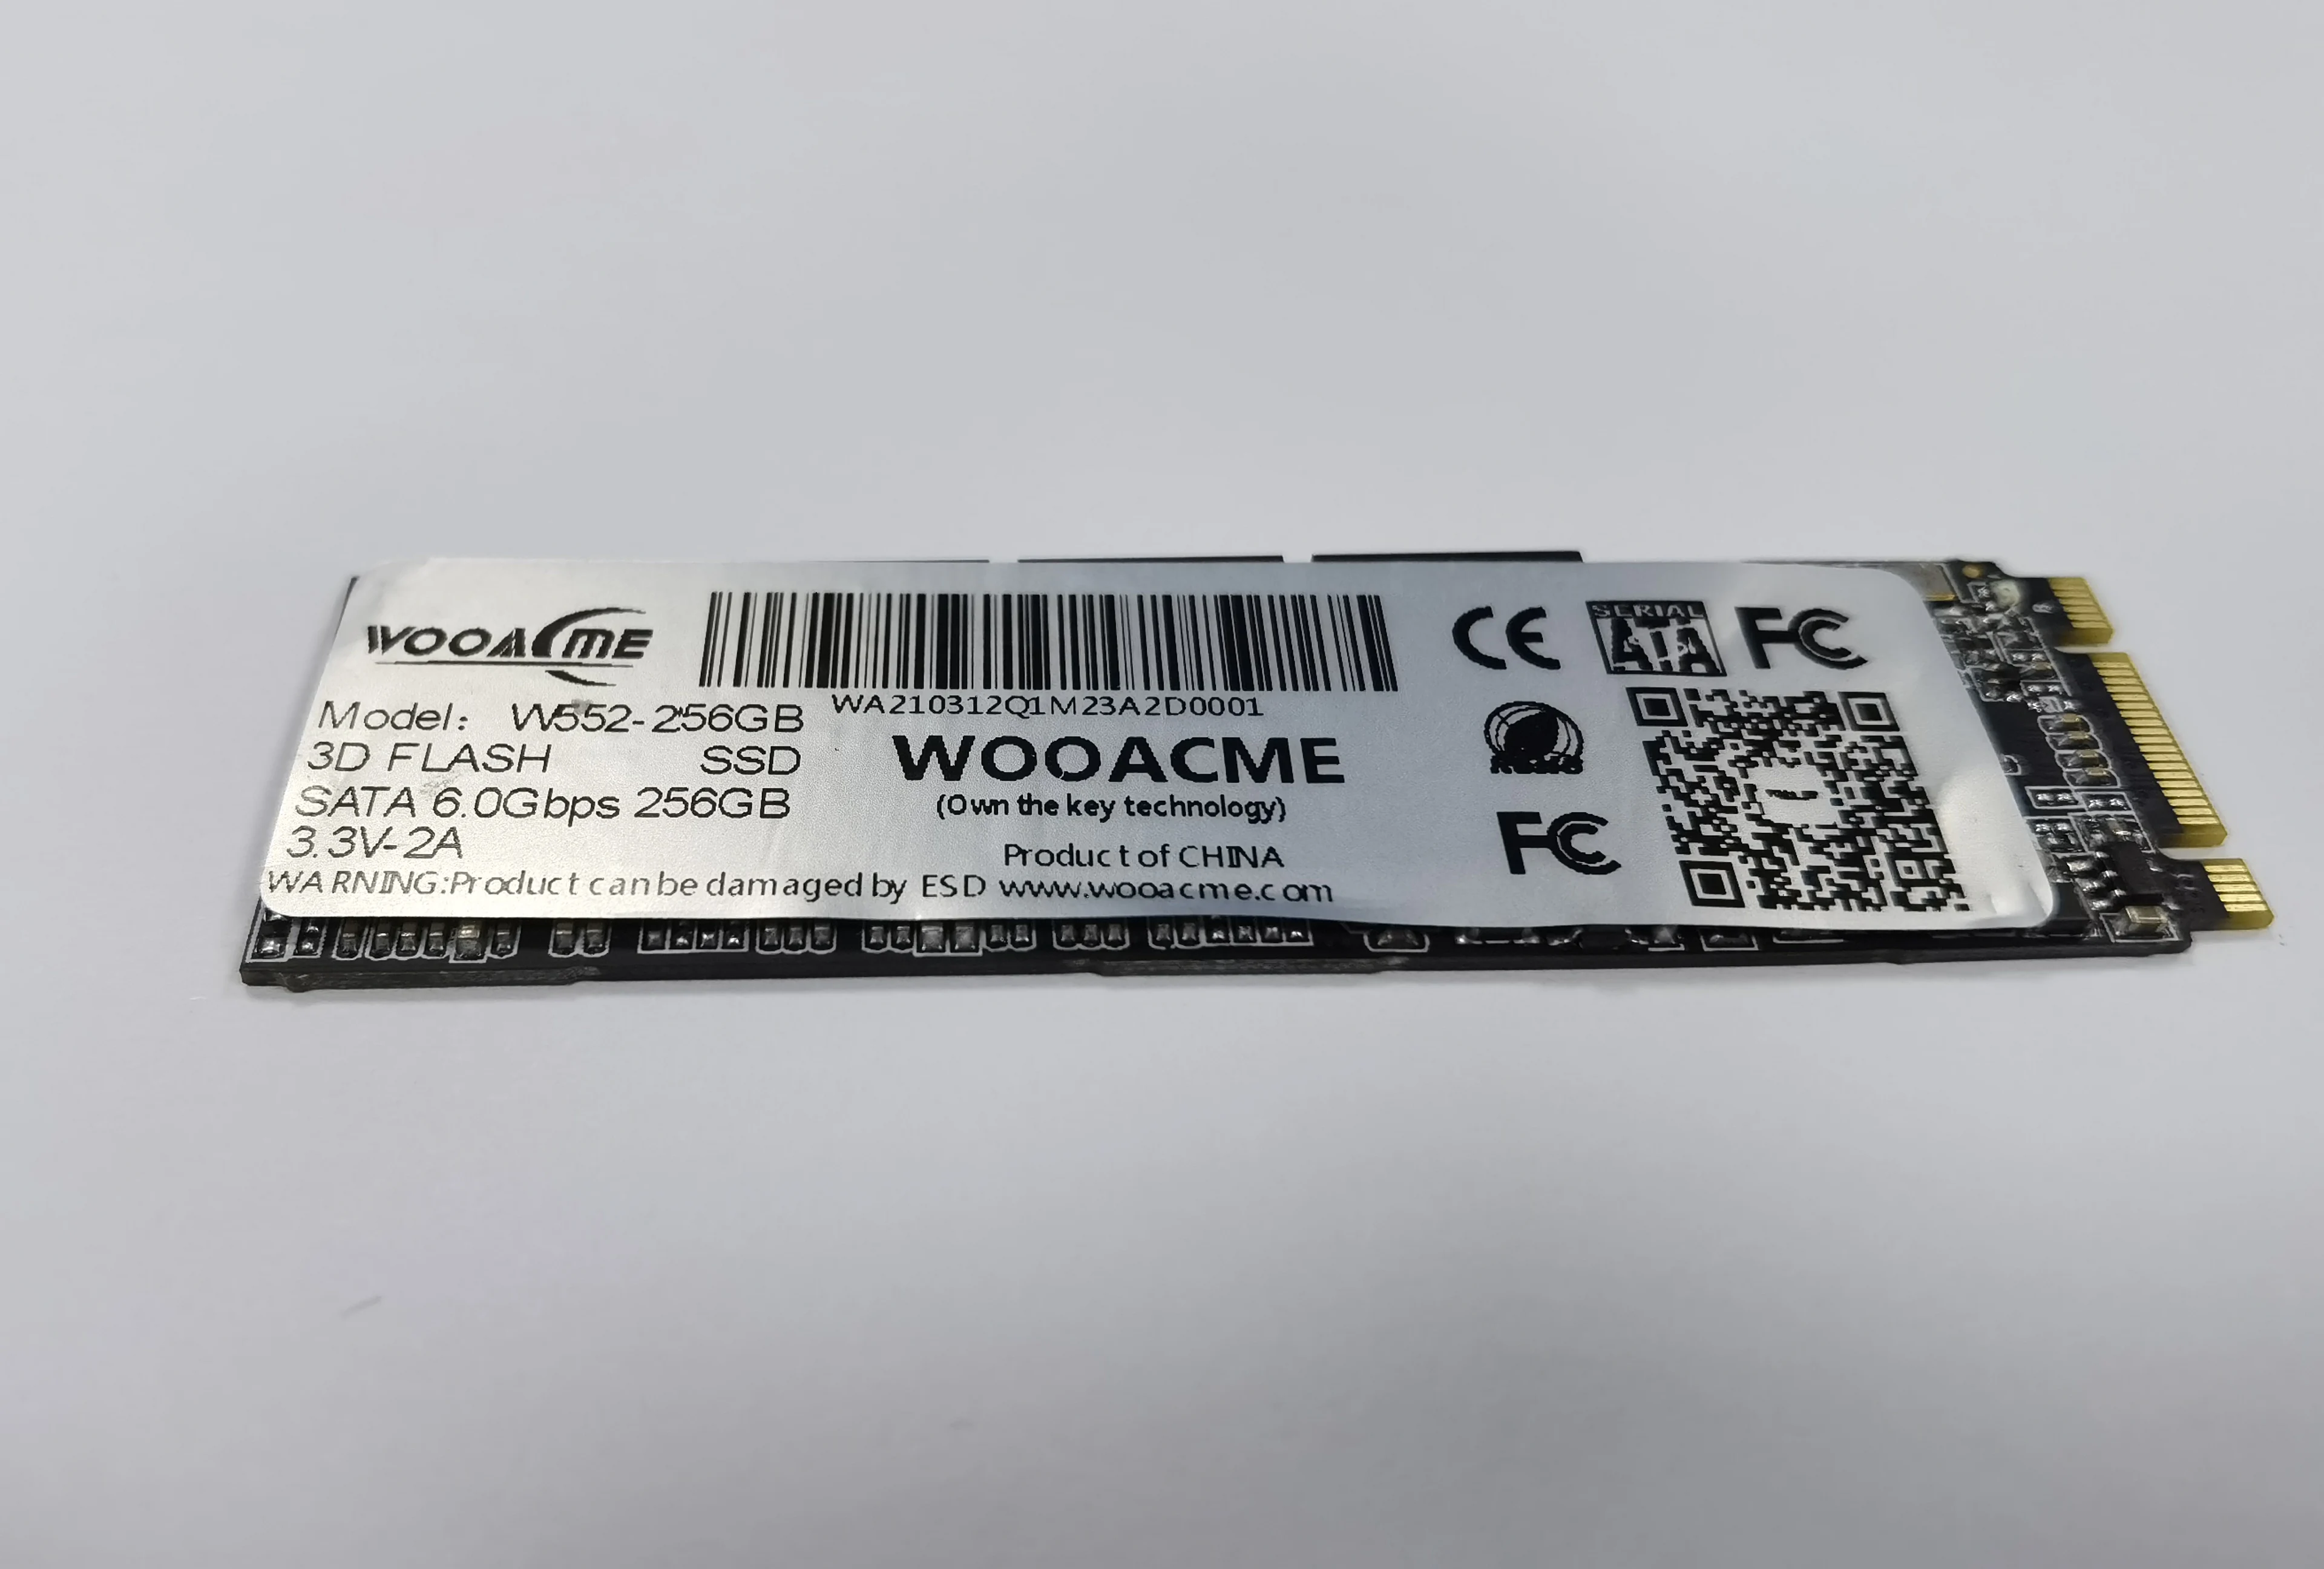 WOOACME
WA210312Q1M23A2D0001
Model: W552-256GB
3D FLASH SSD
SATA 6.0Gbps 256GB
3.3V-2A
WARNING:Product can be damaged by ESD www.wooacme.com
WOOACME
(Own the key technology)
Product of CHINA
CE
SERIAL
ATA
FC
RoHS
FC